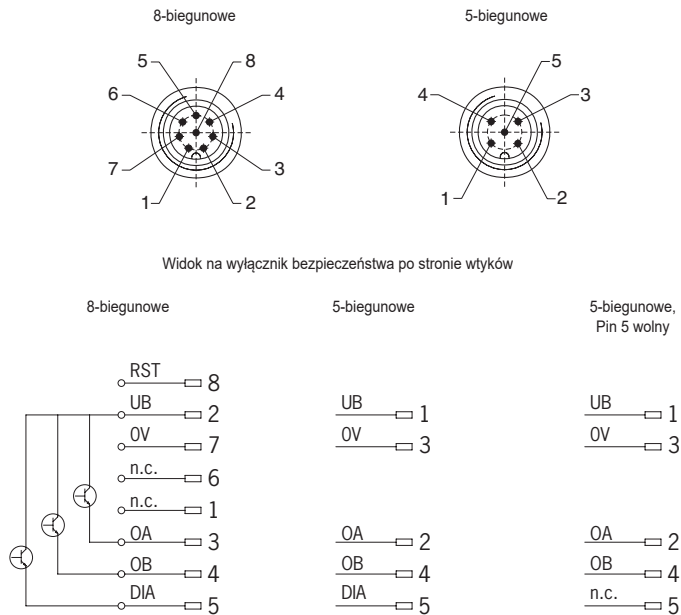 8-biegunowe 5-biegunowe
5 8 5
6 4 4 3
7 3
1 2 1 2
Widok na wyłącznik bezpieczeństwa po stronie wtyków
8-biegunowe 5-biegunowe 5-biegunowe,
Pin 5 wolny
RST 8
UB 2 UB 1 UB 1
0V 7 0V 3 0V 3
n.c. 6
n.c. 1
OA 3 OA 2 OA 2
OB 4 OB 4 OB 4
DIA 5 DIA 5 n.c. 5